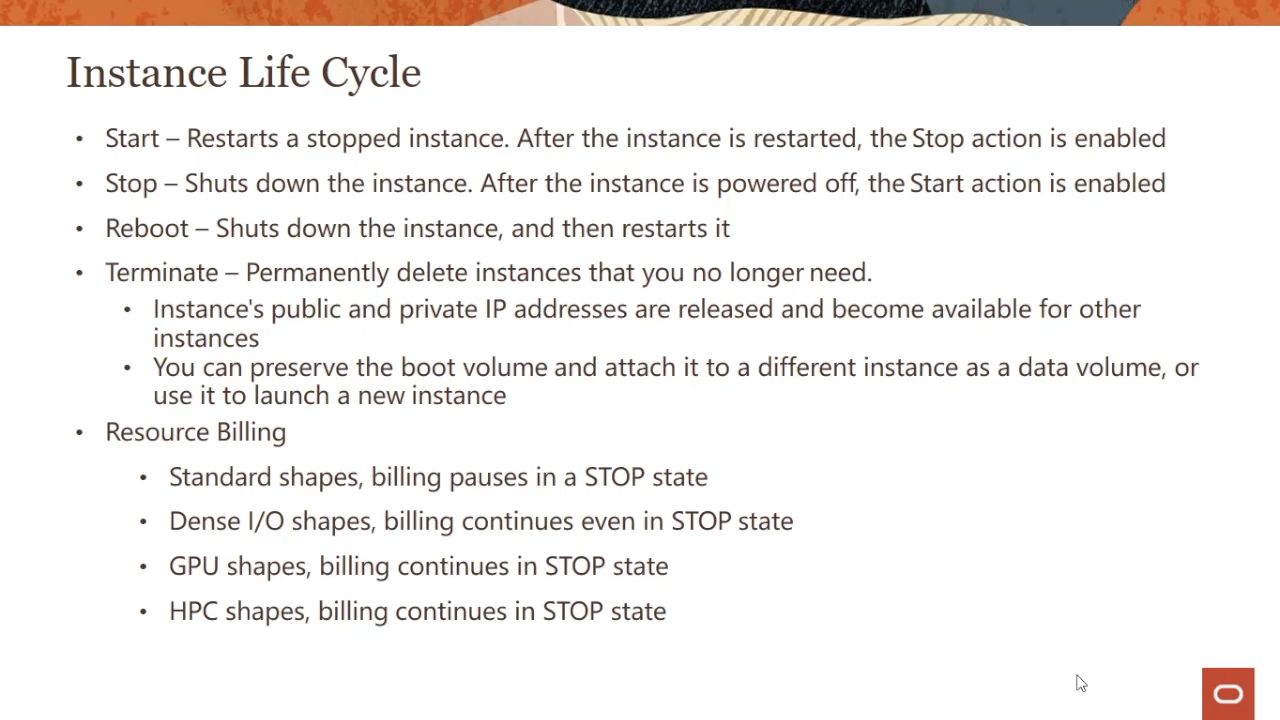 Instance Life Cycle
• Start – Restarts a stopped instance. After the instance is restarted, the Stop action is enabled
• Stop – Shuts down the instance. After the instance is powered off, the Start action is enabled
• Reboot – Shuts down the instance, and then restarts it
• Terminate – Permanently delete instances that you no longer need.
• Instance's public and private IP addresses are released and become available for other
instances
• You can preserve the boot volume and attach it to a different instance as a data volume, or
use it to launch a new instance
• Resource Billing
• Standard shapes, billing pauses in a STOP state
• Dense I/O shapes, billing continues even in STOP state
• GPU shapes, billing continues in STOP state
• HPC shapes, billing continues in STOP state